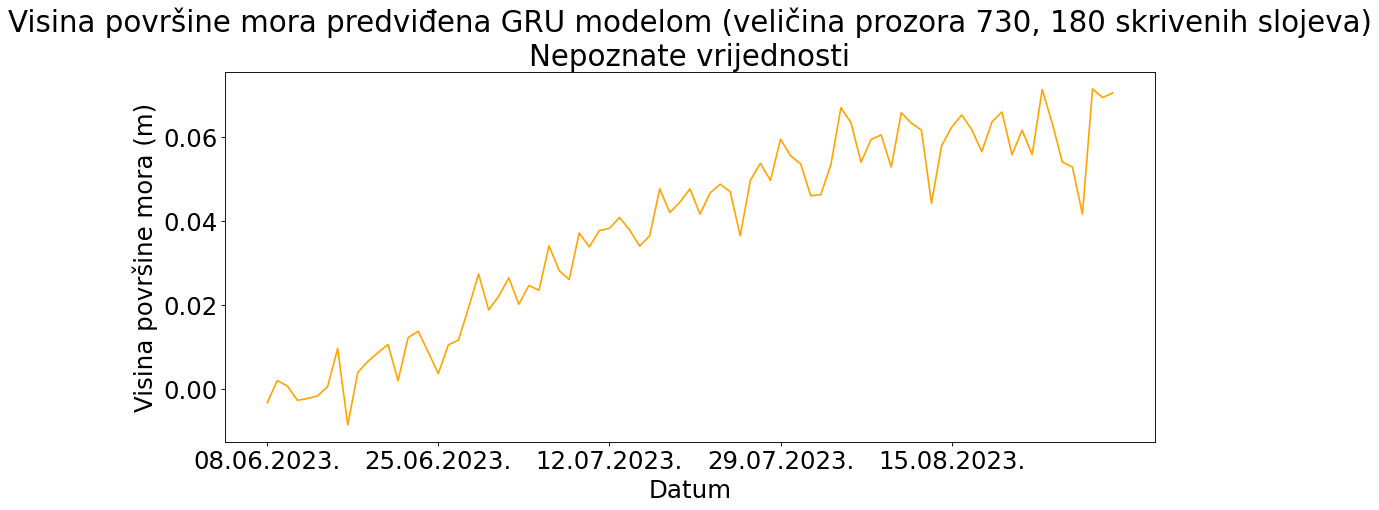 Visina površine mora predviđena GRU modelom (veličina prozora 730, 180 skrivenih slojeva)
Nepoznate vrijednosti
Visina površine mora (m)
0.06
0.04
0.02
0.00
08.06.2023. 25.06.2023. 12.07.2023. 29.07.2023. 15.08.2023.
Datum